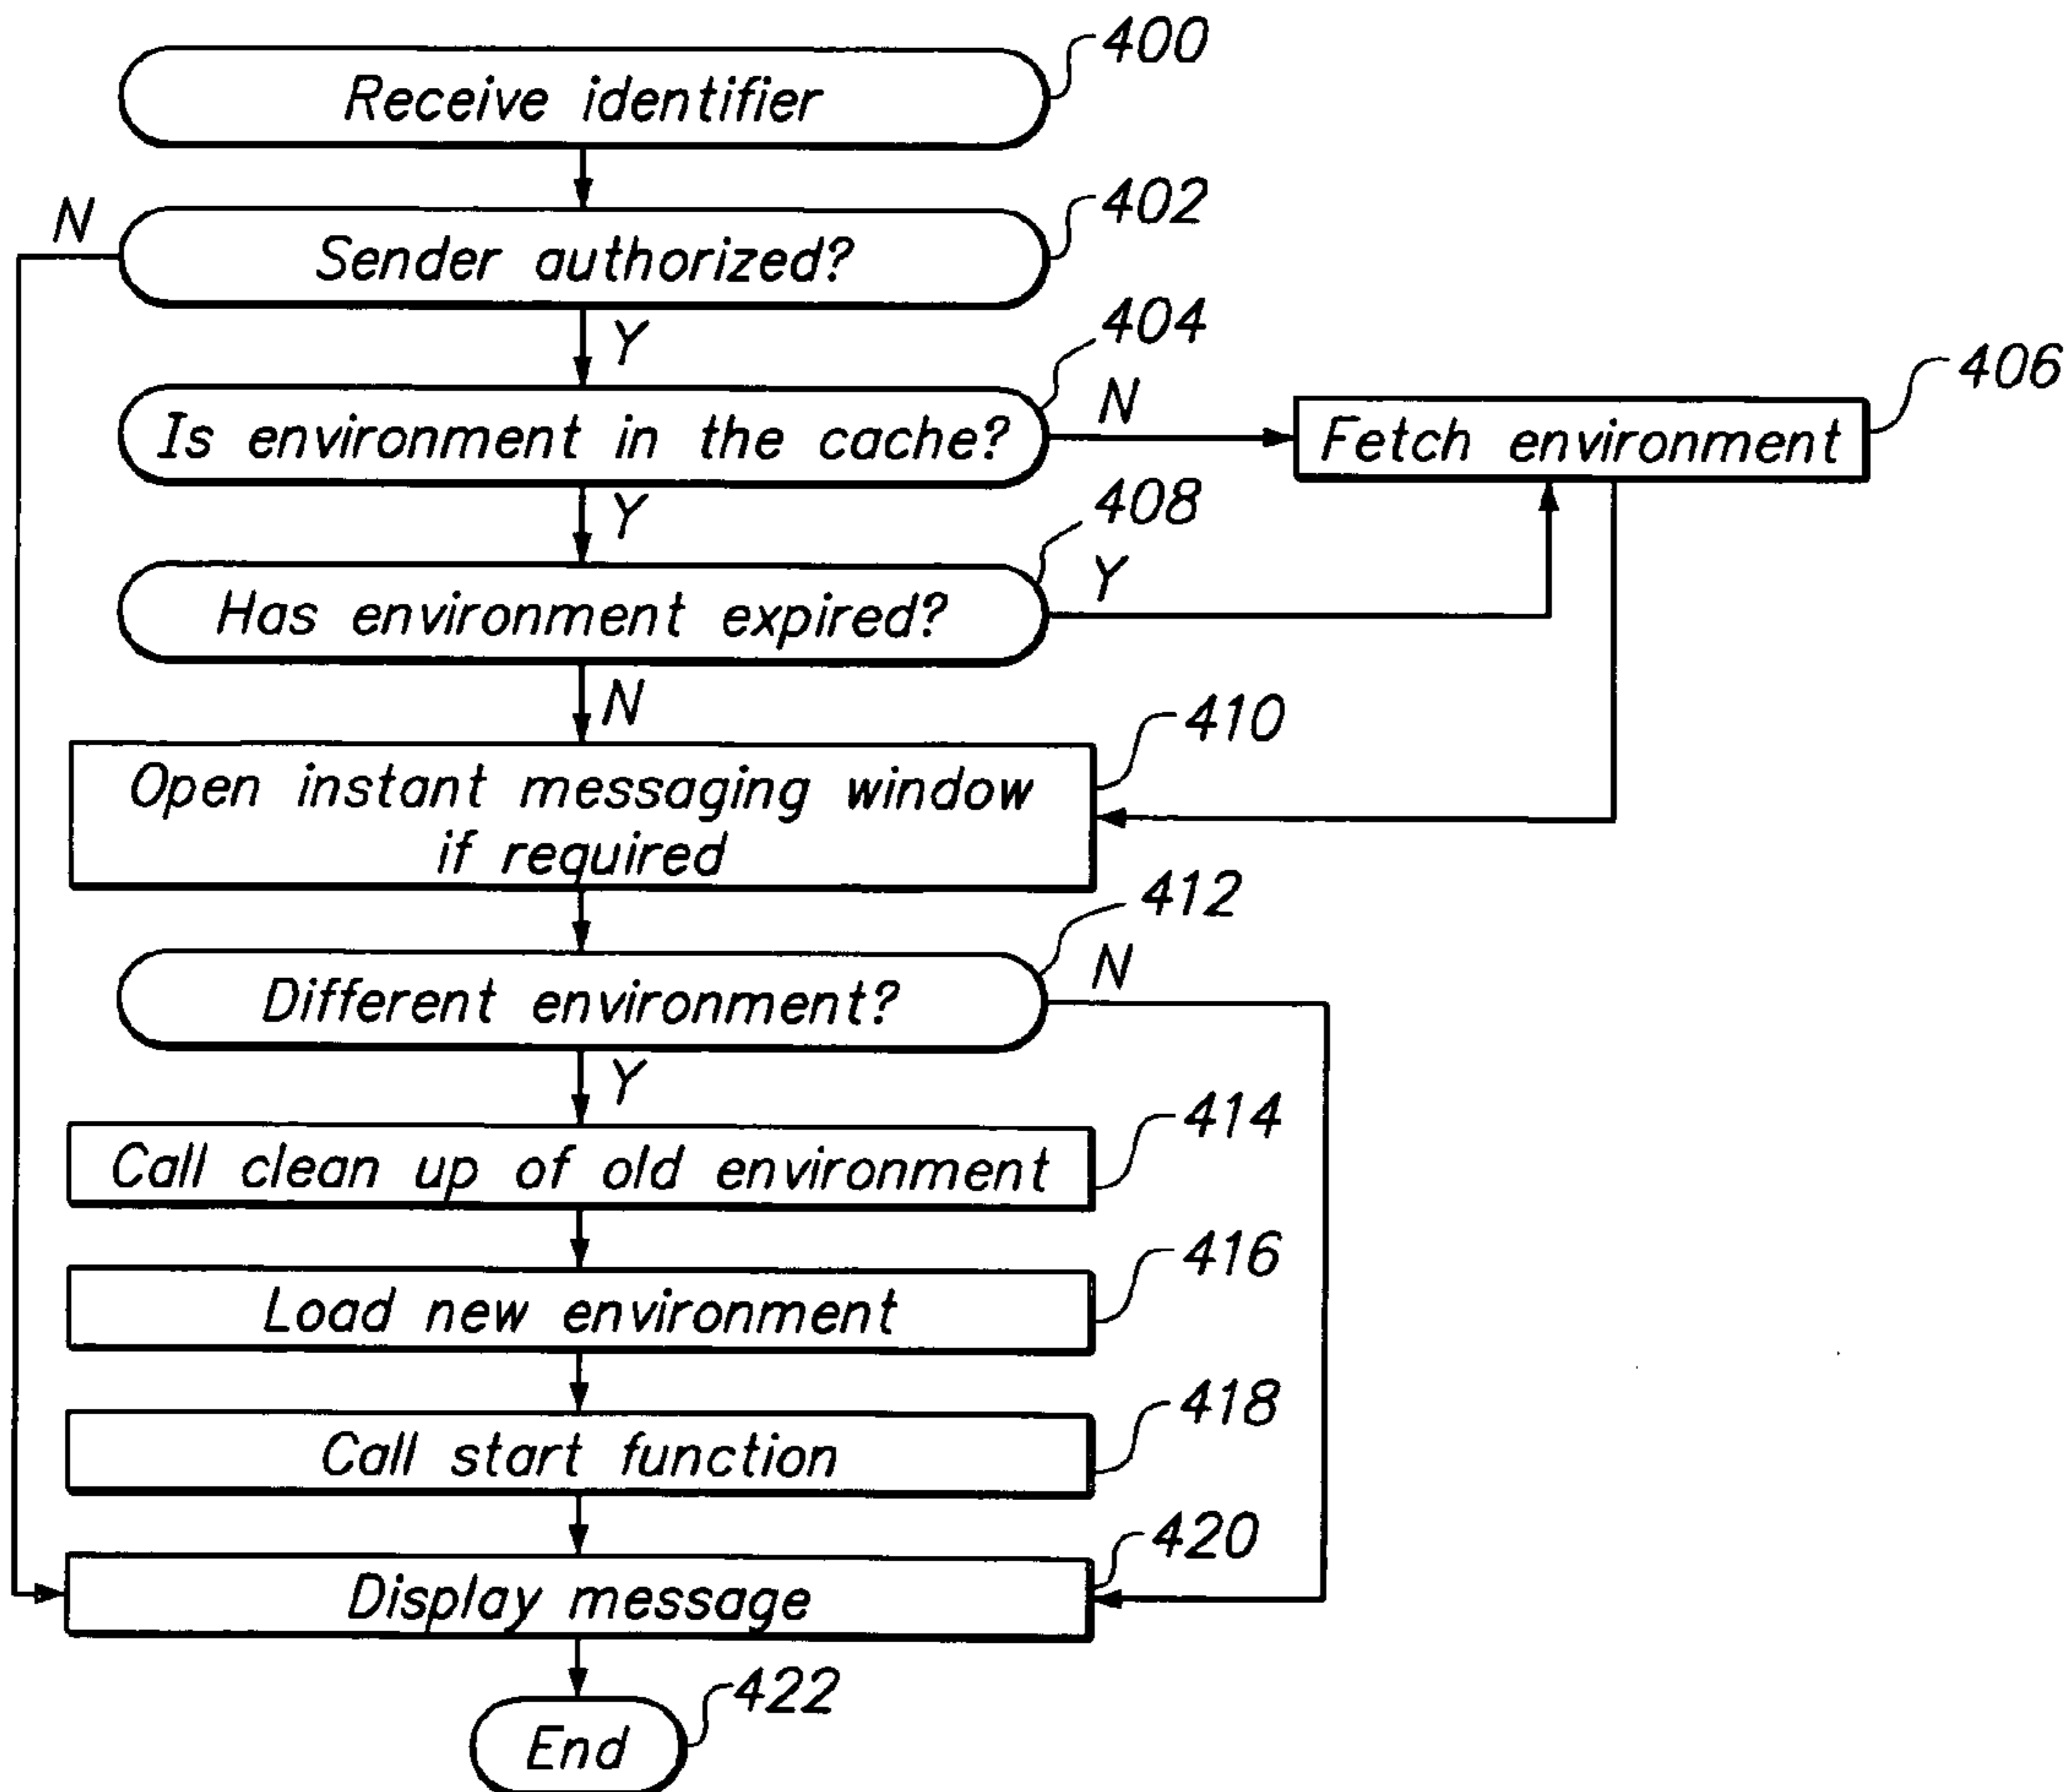 400
Receive identifier
402
N
Sender authorized?
Y
404
N
406
Is environment in the cache?
Fetch environment
Y
408
Y
Has environment expired?
N
410
Open instant messaging window
if required
412
N
Different environment?
Y
414
Call clean up of old environment
416
Load new environment
418
Call start function
420
Display message
422
End